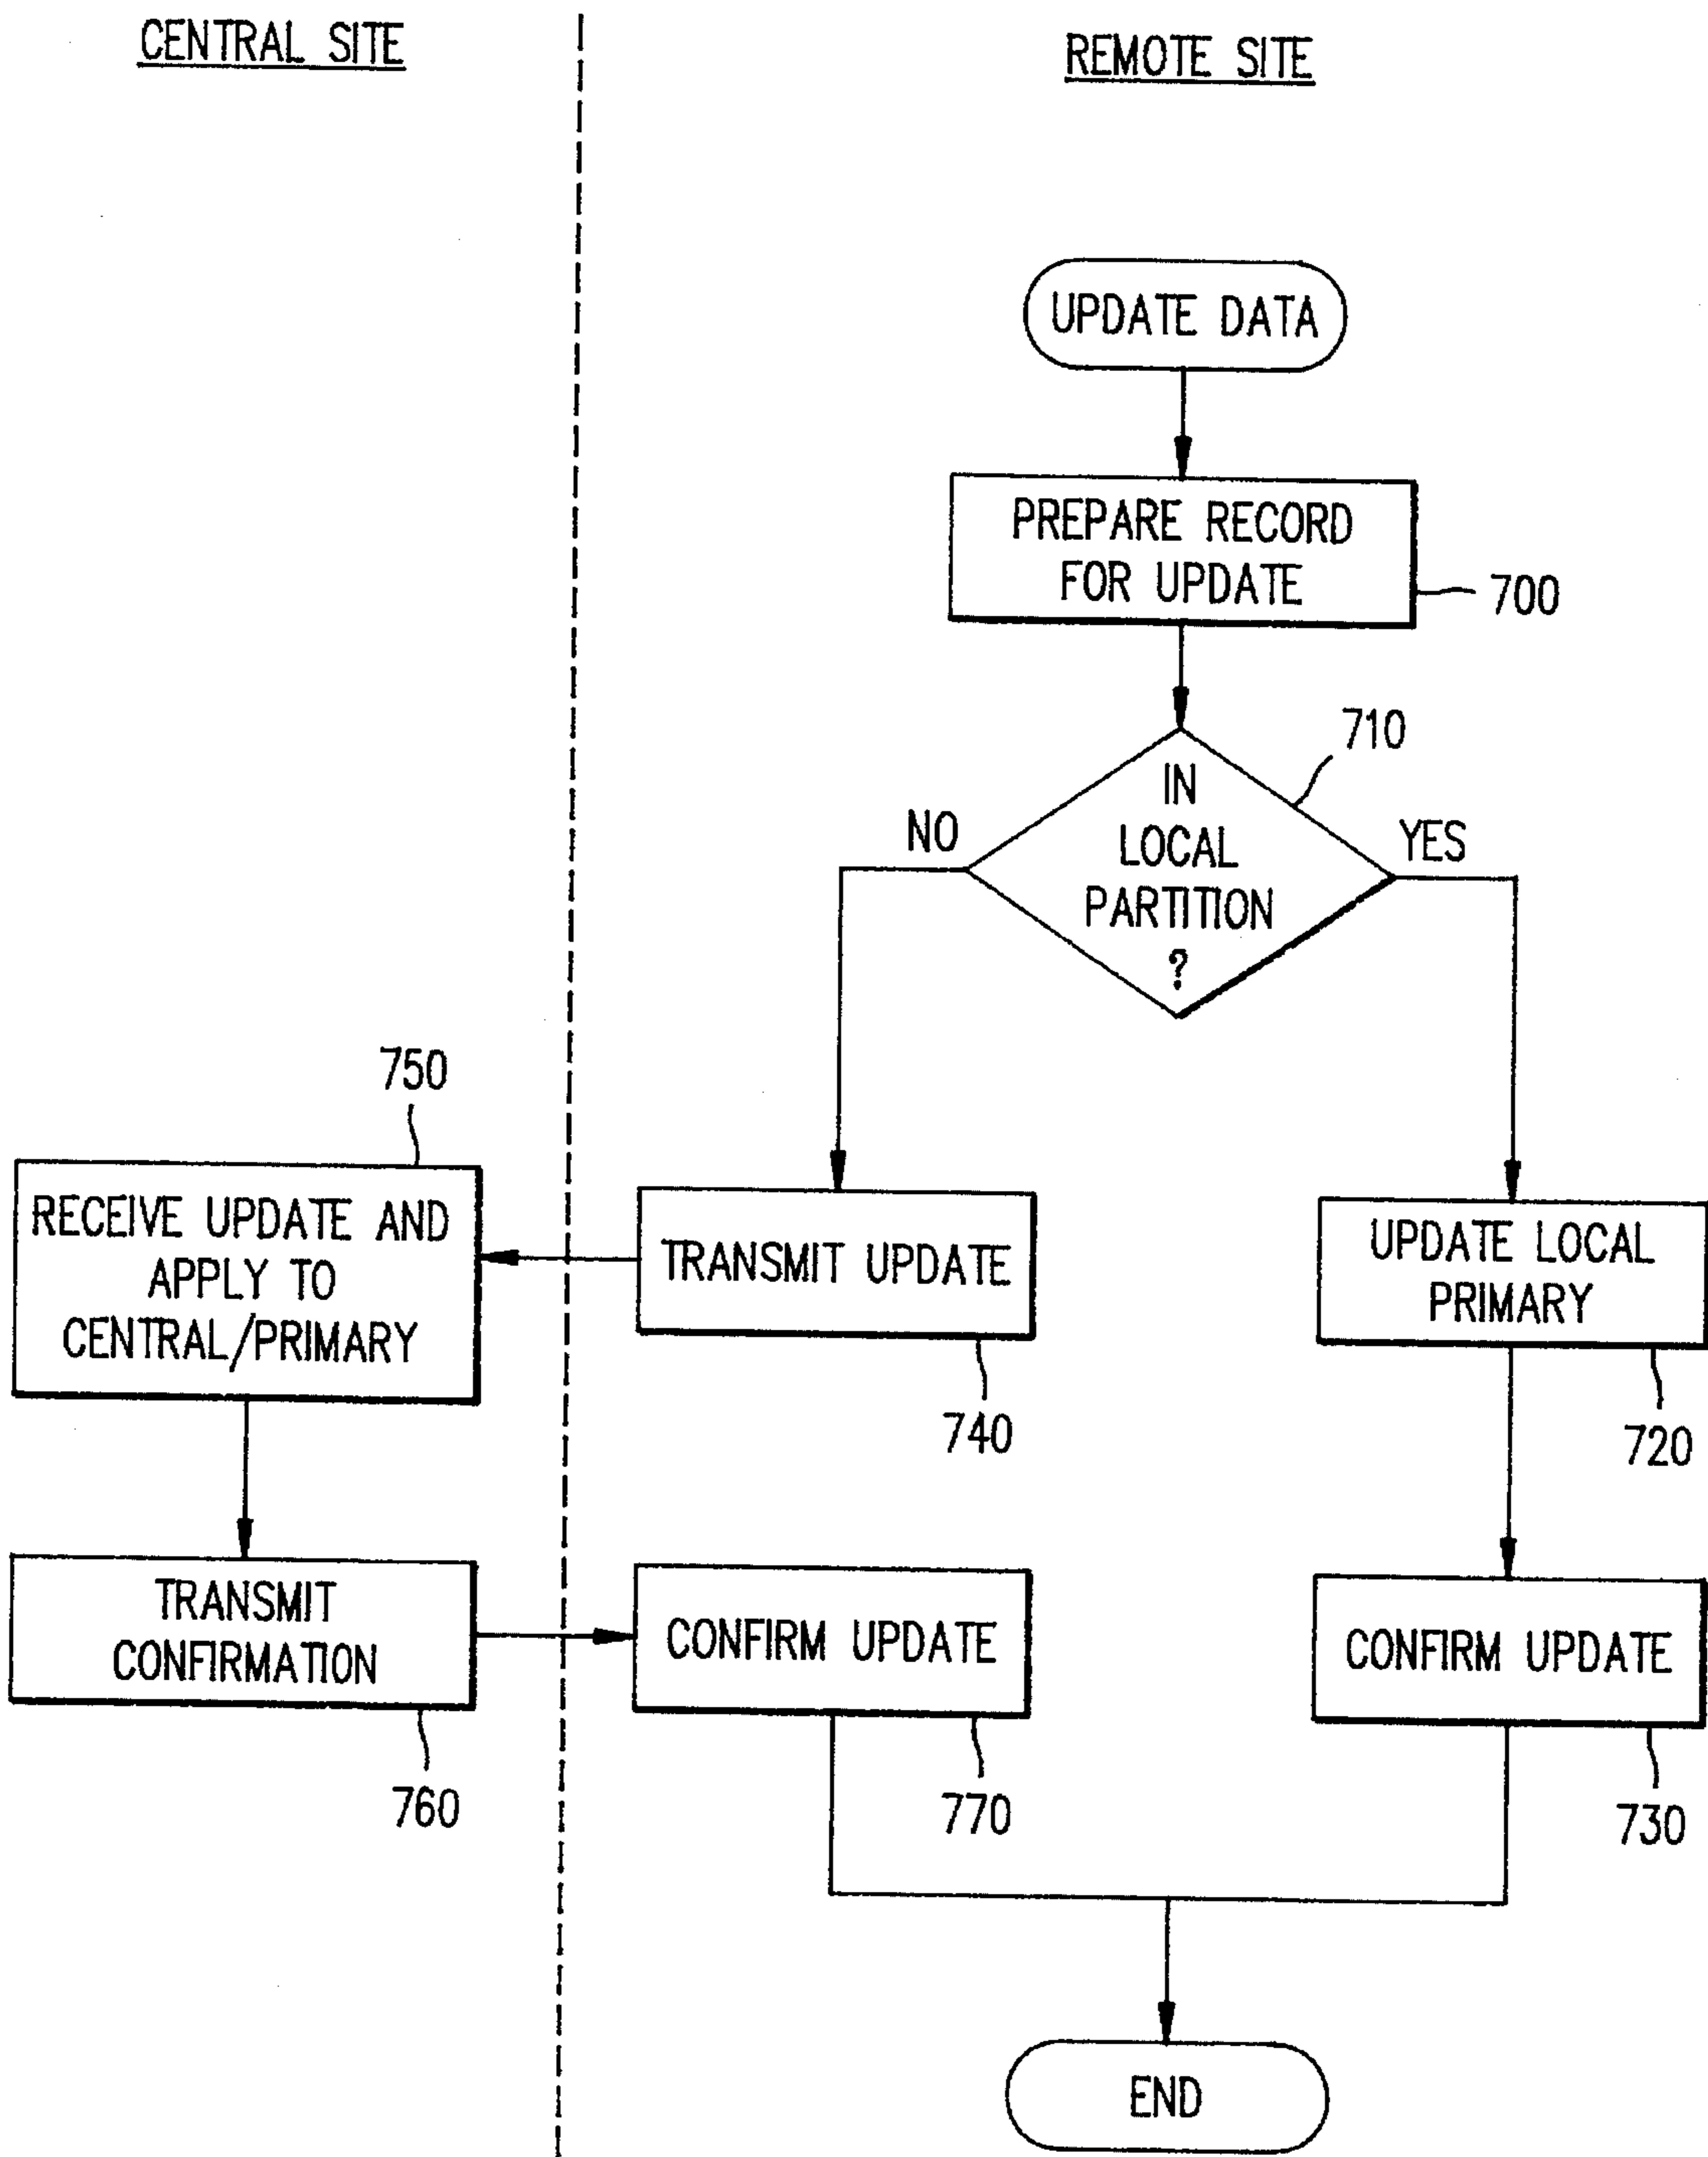 CENTRAL SITE
REMOTE SITE
UPDATE DATA
PREPARE RECORD
FOR UPDATE
700
710
IN
LOCAL
PARTITION
?
NO
YES
750
RECEIVE UPDATE AND
APPLY TO
CENTRAL/PRIMARY
TRANSMIT UPDATE
740
UPDATE LOCAL
PRIMARY
720
TRANSMIT
CONFIRMATION
760
CONFIRM UPDATE
770
CONFIRM UPDATE
730
END